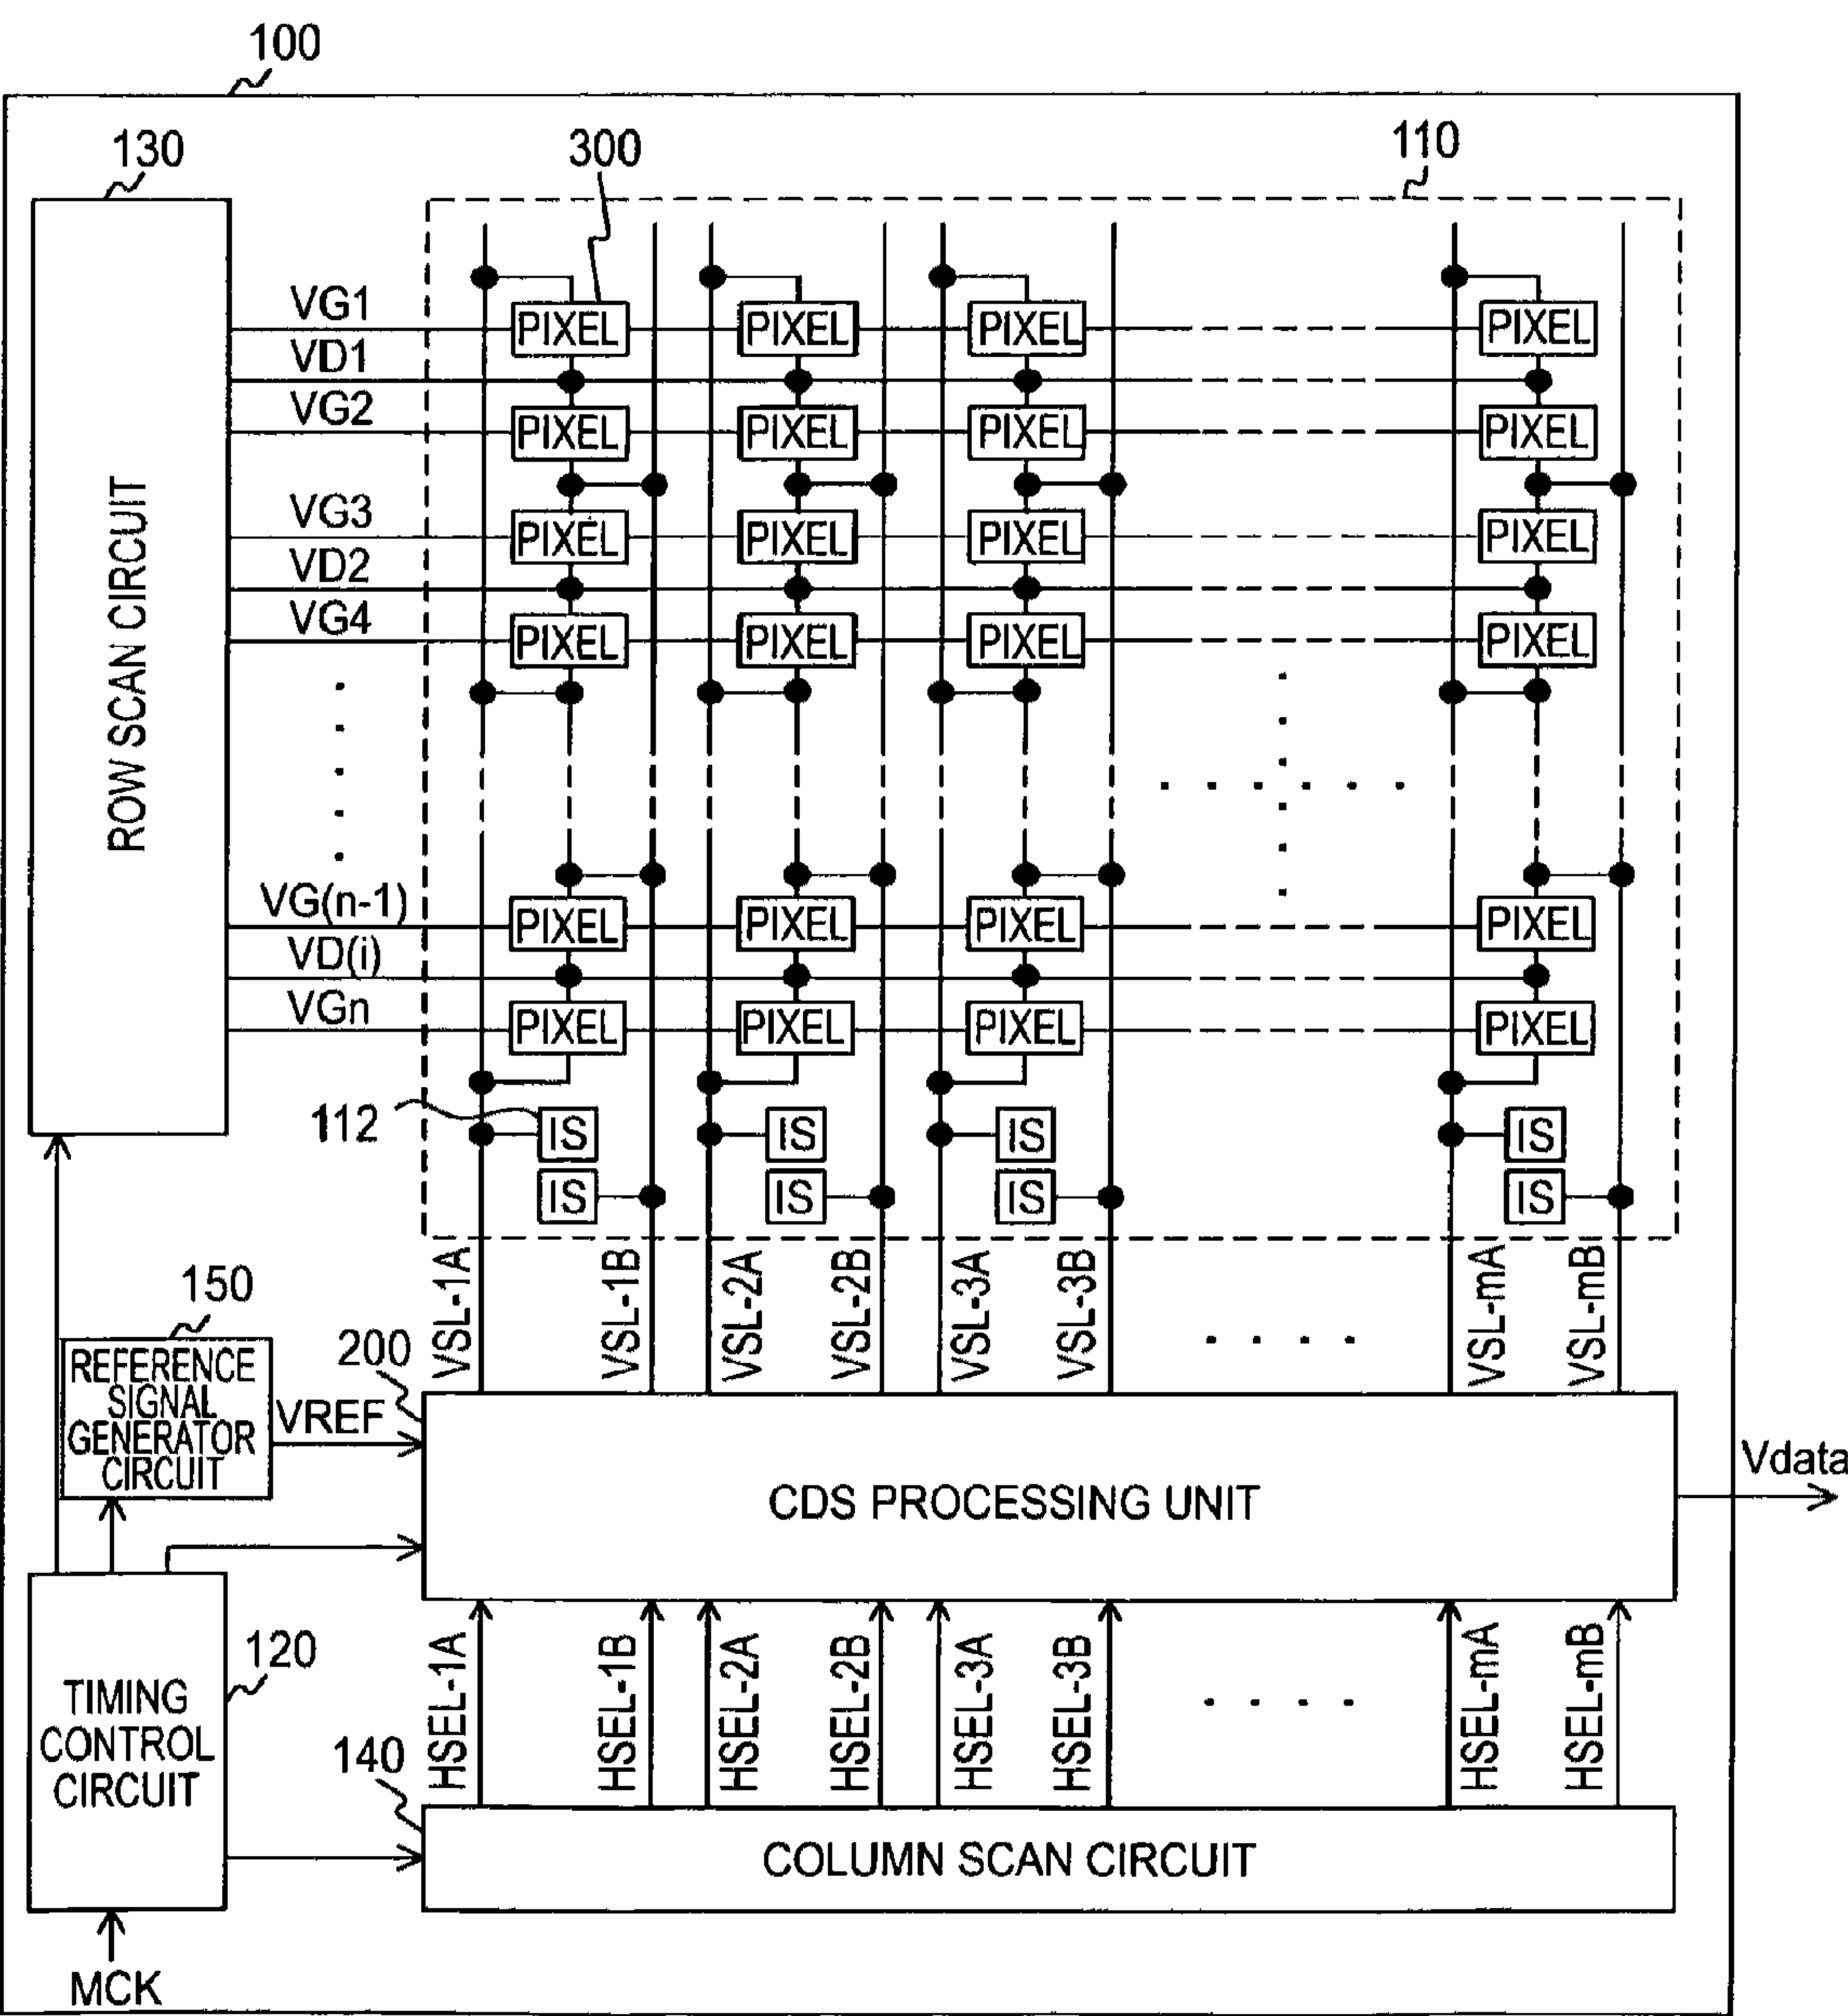 100
130
300
110
ROW SCAN CIRCUIT
VG1
PIXEL PIXEL PIXEL PIXEL
VD1
VG2
PIXEL PIXEL PIXEL PIXEL
VG3
PIXEL PIXEL PIXEL PIXEL
VD2
VG4
PIXEL PIXEL PIXEL PIXEL
VG(n-1)
PIXEL PIXEL PIXEL PIXEL
VD(i)
VGn
PIXEL PIXEL PIXEL PIXEL
112
IS IS IS IS
IS IS IS IS
VSL-1A
VSL-1B
VSL-2A
VSL-2B
VSL-3A
VSL-3B
VSL-mA
VSL-mB
150
REFERENCE
SIGNAL
GENERATOR
CIRCUIT
VREF
200
CDS PROCESSING UNIT
Vdata
120
TIMING
CONTROL
CIRCUIT
MCK
HSEL-1A
HSEL-1B
HSEL-2A
HSEL-2B
HSEL-3A
HSEL-3B
HSEL-mA
HSEL-mB
140
COLUMN SCAN CIRCUIT